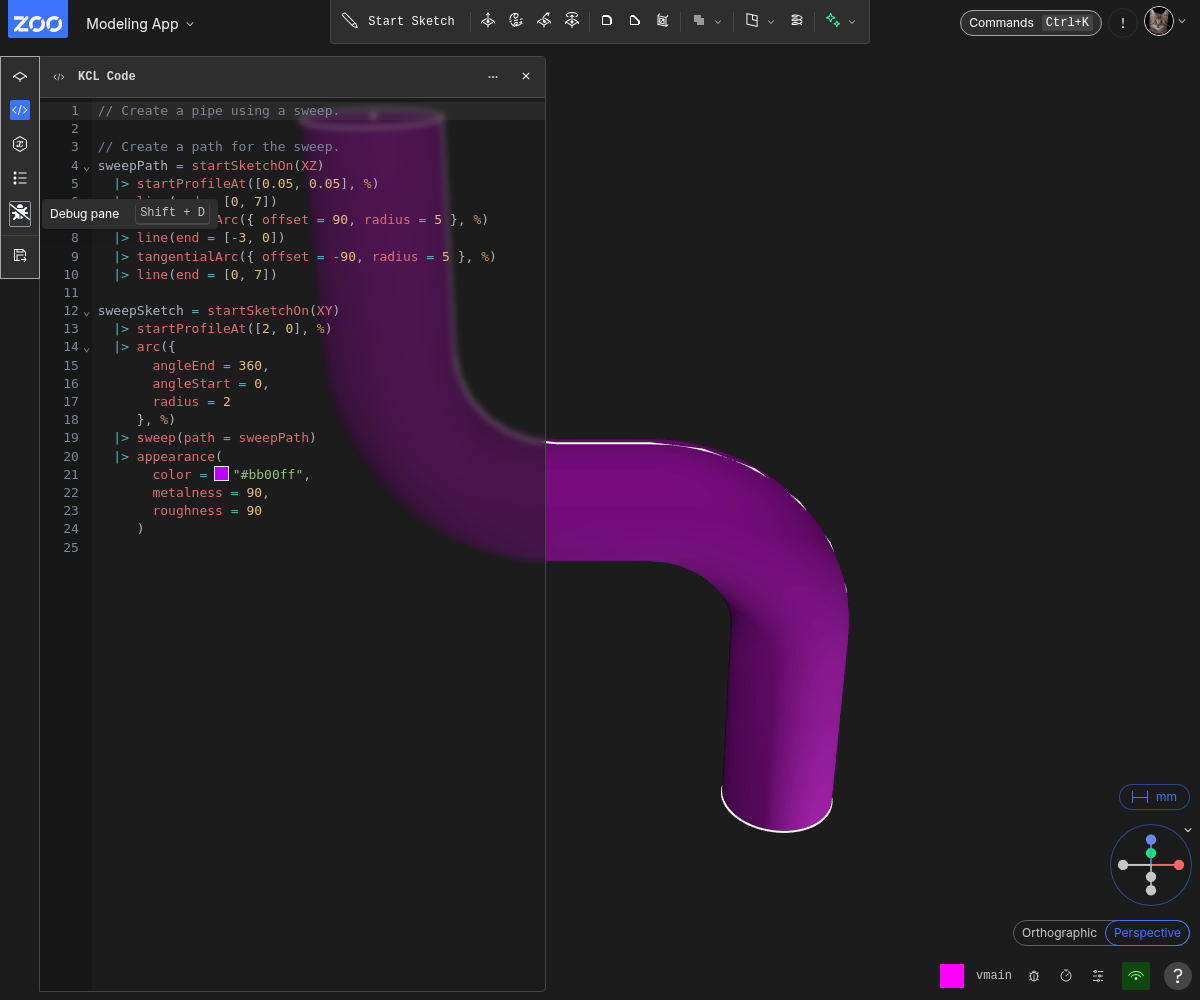 ZOO Modeling App Start Sketch Commands Ctrl+K !
KCL Code
1 // Create a pipe using a sweep.
2
3 // Create a path for the sweep.
4 sweepPath = startSketchOn(XZ)
5 |> startProfileAt([0.05, 0.05], %)
[0, 7])
Debug pane Shift + D
Arc({ offset = 90, radius = 5 }, %)
8 |> line(end = [-3, 0])
9 |> tangentialArc({ offset = -90, radius = 5 }, %)
10 |> line(end = [0, 7])
11
12 sweepSketch = startSketchOn(XY)
13 |> startProfileAt([2, 0], %)
14 |> arc({
15 angleEnd = 360,
16 angleStart = 0,
17 radius = 2
18 }, %)
19 |> sweep(path = sweepPath)
20 |> appearance(
21 color = "#bb00ff",
22 metalness = 90,
23 roughness = 90
24 )
25
mm
Orthographic Perspective
vmain ?